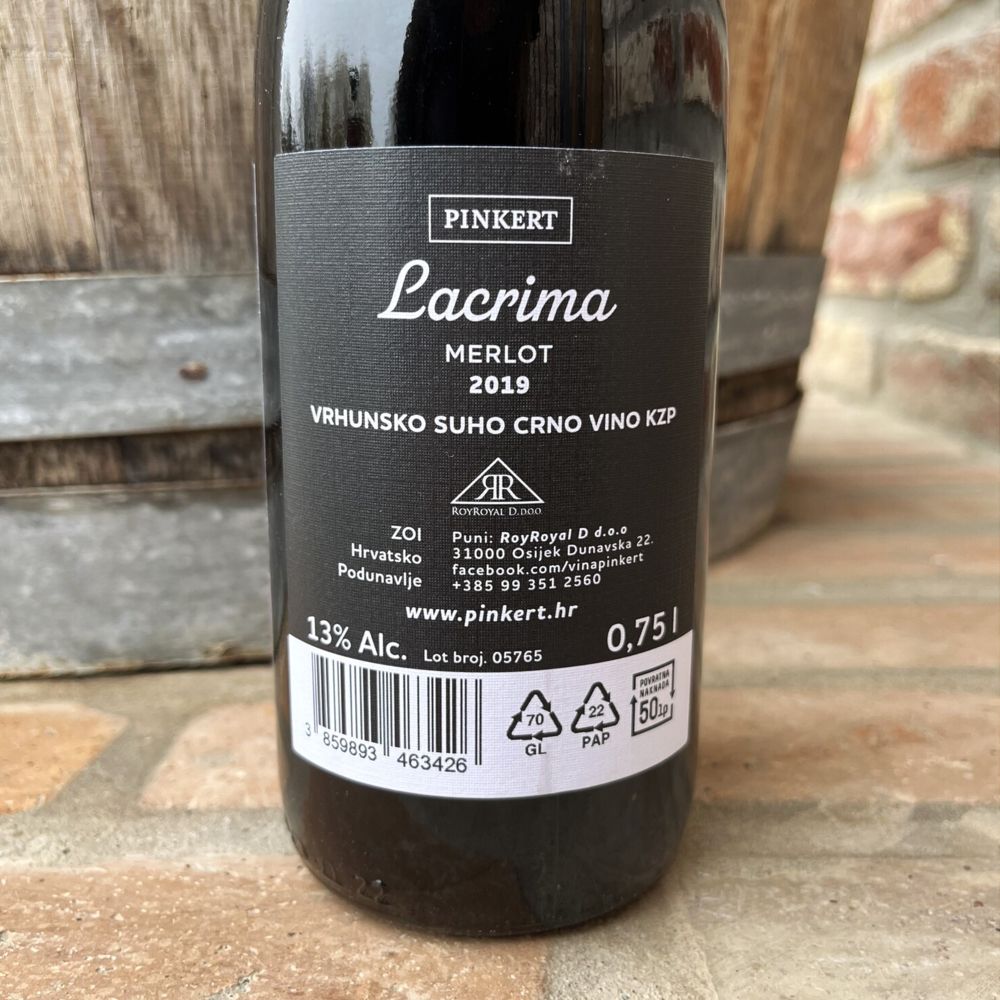 PINKERT
Lacrima
MERLOT
2019
VRHUNSKO SUHO CRNO VINO KZP
RR
ROYROYAL D.DOO
ZOI
Hrvatsko
Podunavlje
Puni: RoyRoyal D d.o.o
31000 Osijek Dunavska 22.
facebook.com/vinapinkert
+385 99 351 2560
www.pinkert.hr
13% Alc.
Lot broj. 05765
0,75 l
3 859893 463426
70
GL
22
PAP
POVRATNA
NAKNADA
50lp